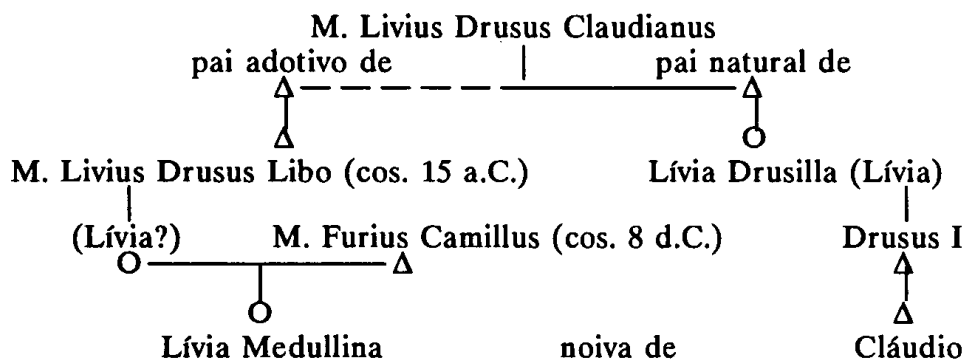 M. Livius Drusus Claudianus
pai adotivo de pai natural de
M. Livius Drusus Libo (cos. 15 a.C.) Lívia Drusilla (Lívia)
(Lívia?) M. Furius Camillus (cos. 8 d.C.) Drusus I
Lívia Medullina noiva de Cláudio